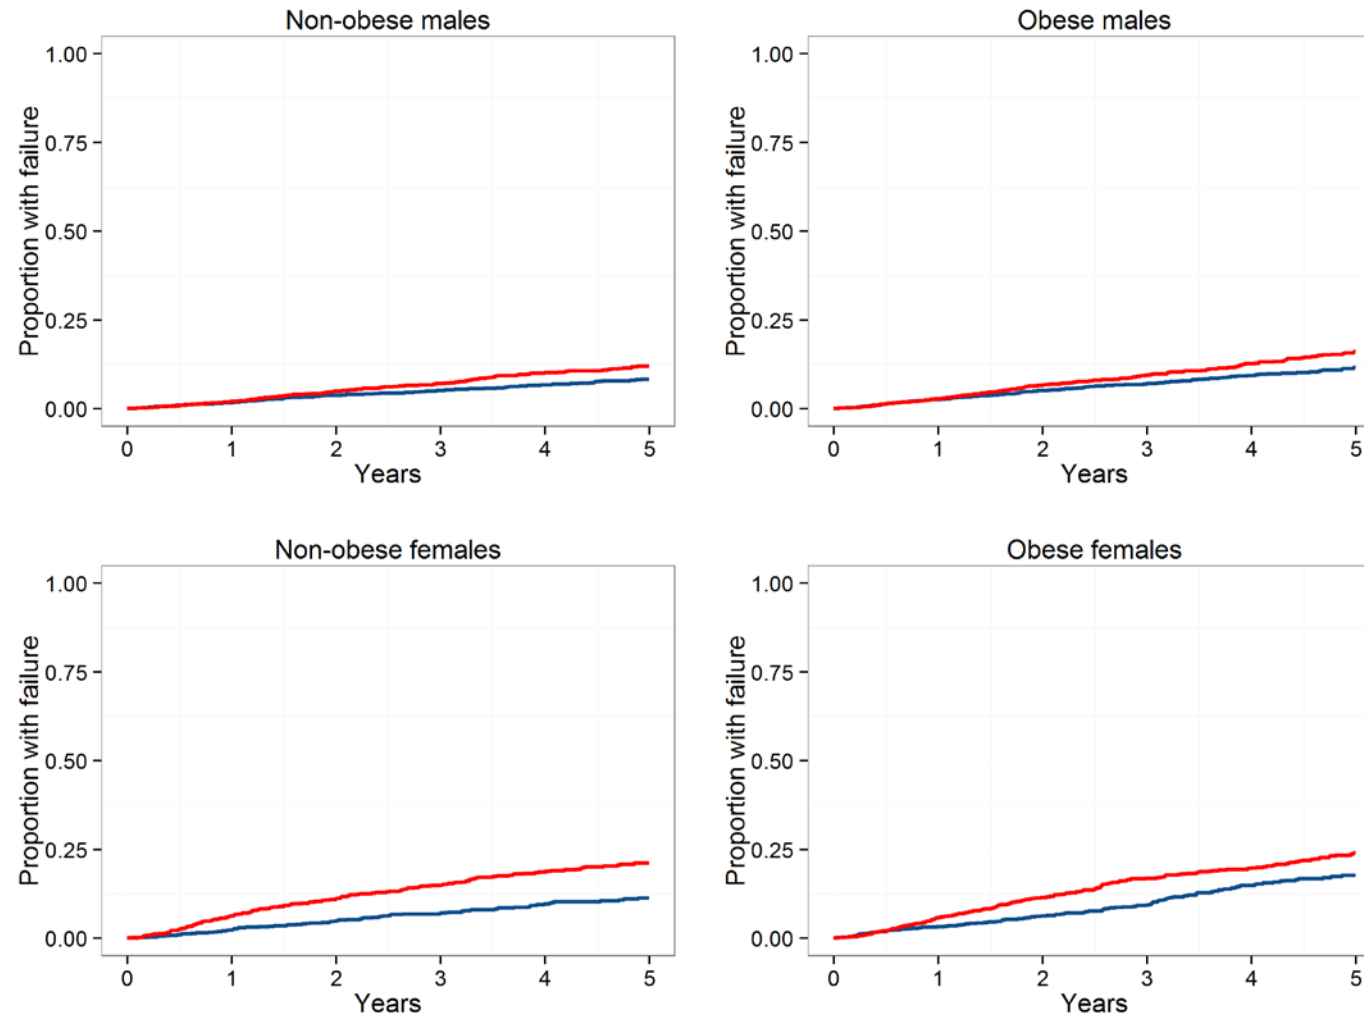 Non-obese males
1.00
0.75
0.50
0.25
0.00
Proportion with failure
0 1 2 3 4 5
Years
Obese males
1.00
0.75
0.50
0.25
0.00
Proportion with failure
0 1 2 3 4 5
Years
Non-obese females
1.00
0.75
0.50
0.25
0.00
Proportion with failure
0 1 2 3 4 5
Years
Obese females
1.00
0.75
0.50
0.25
0.00
Proportion with failure
0 1 2 3 4 5
Years